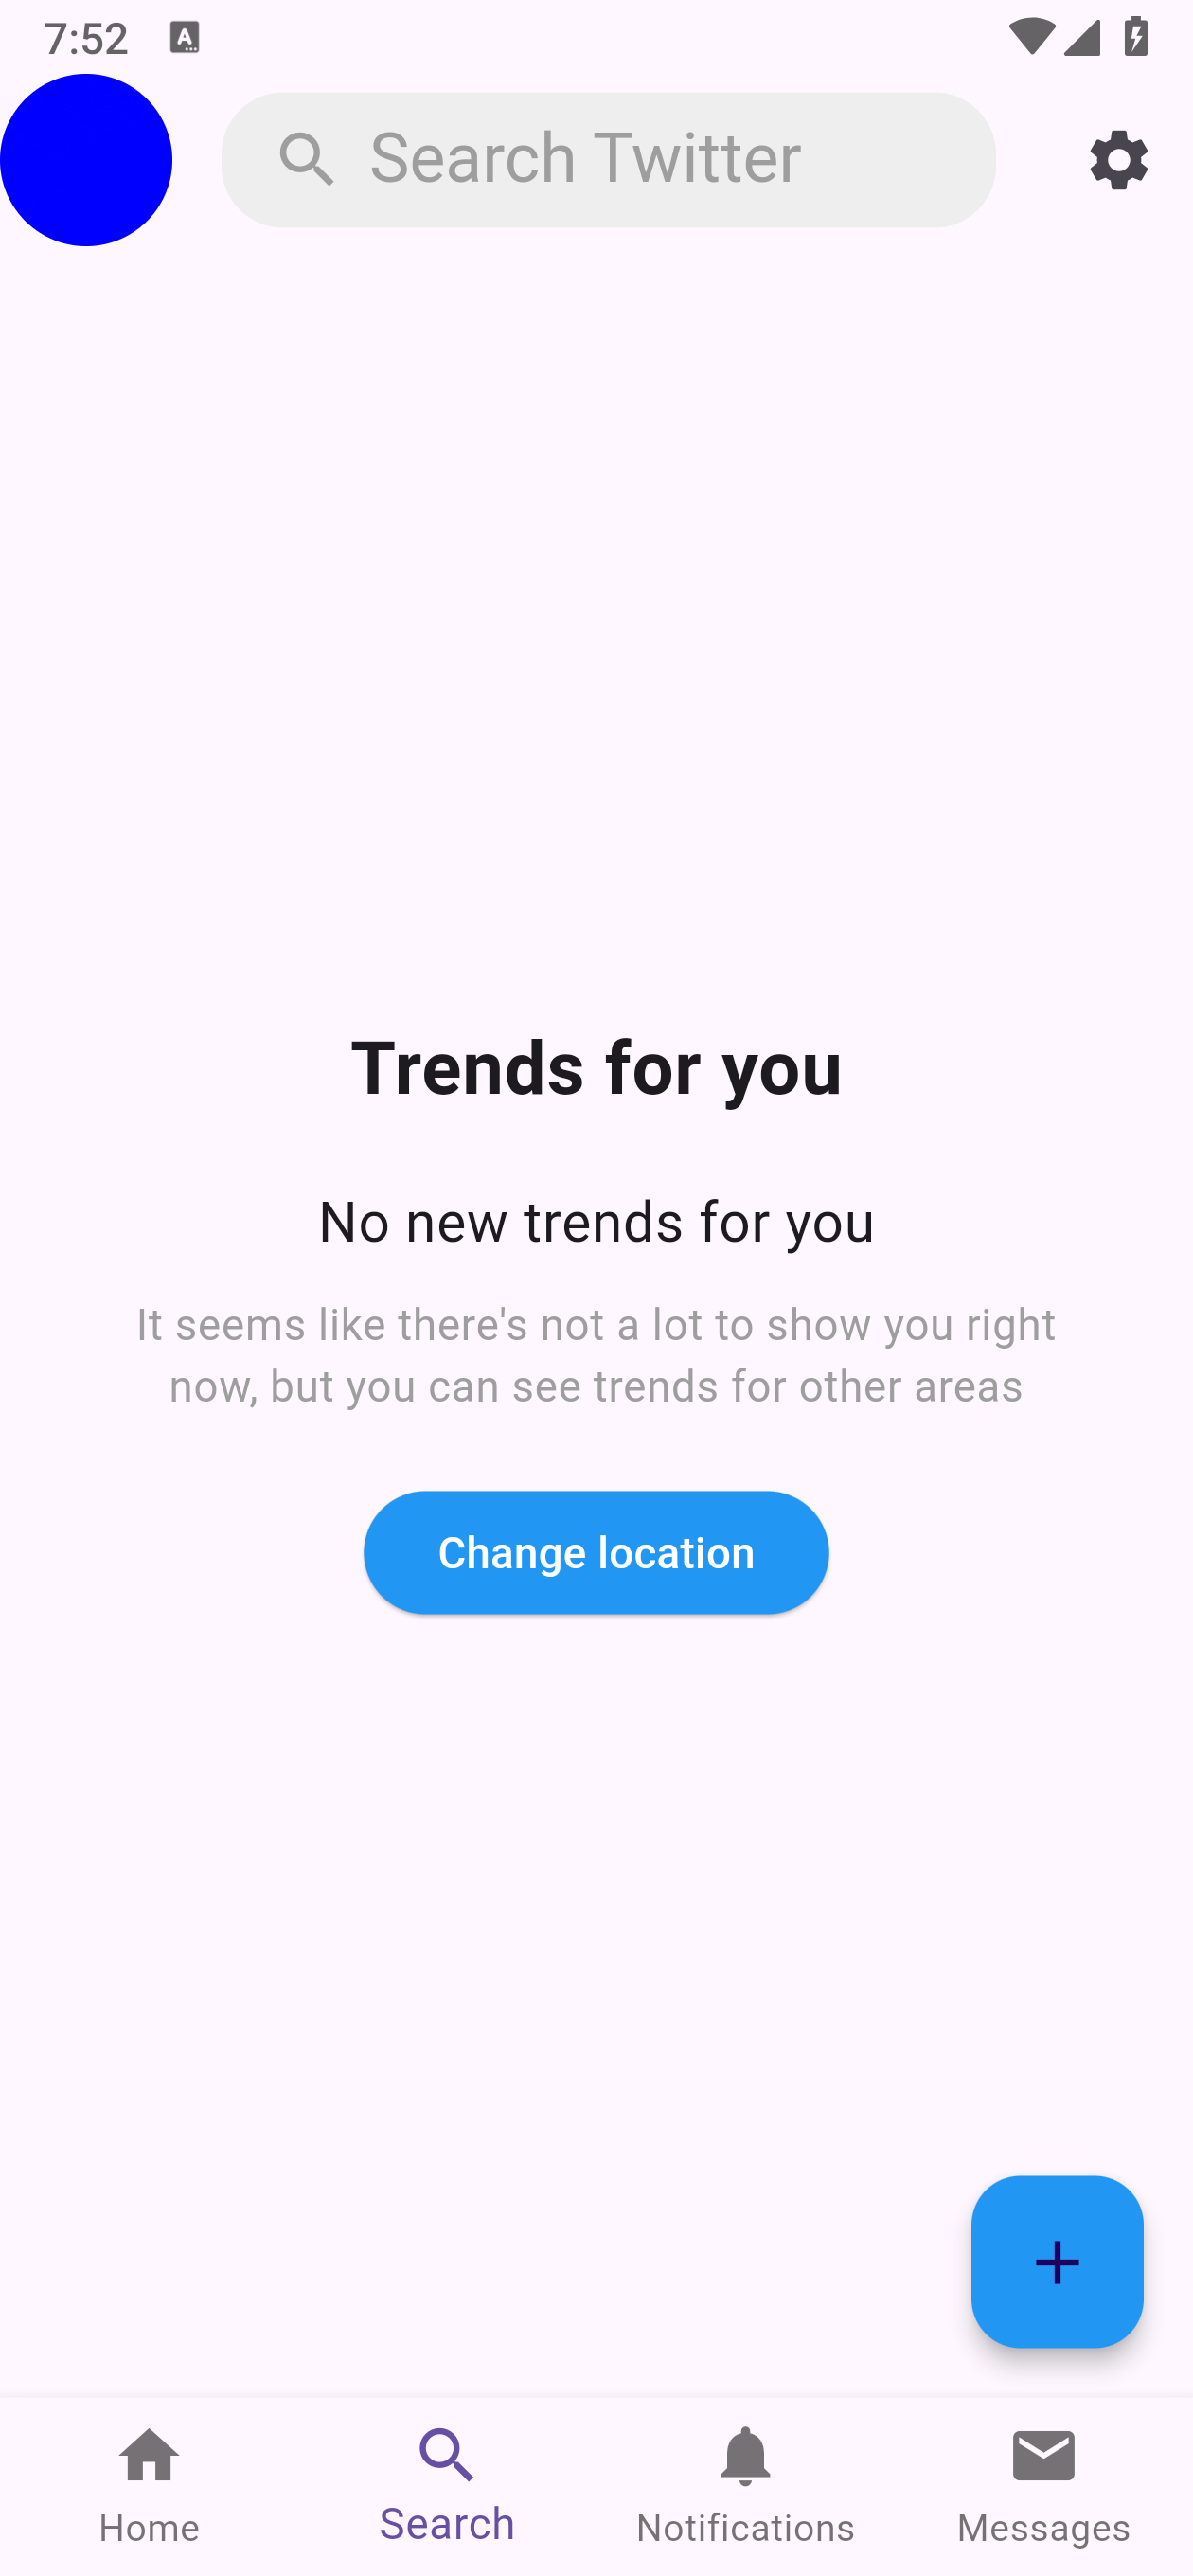 7:52
Search Twitter
Trends for you
No new trends for you
It seems like there's not a lot to show you right
now, but you can see trends for other areas
Change location
Home
Search
Notifications
Messages